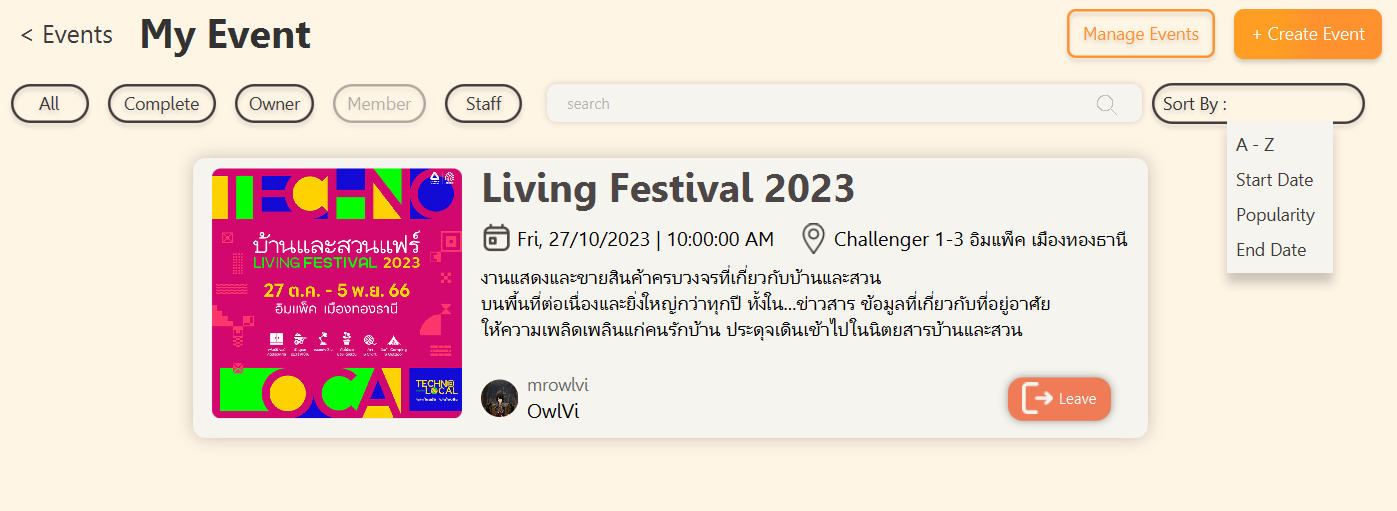 < Events
My Event
Manage Events
+ Create Event
All
Complete
Owner
Member
Staff
search
Sort By :
A - Z
Start Date
Popularity
End Date
TECHNO
บ้านและสวนแฟร์
LIVING FESTIVAL 2023
27 ต.ค. - 5 พ.ย. 66
อิมแพ็ค เมืองทองธานี
LOCAL
TECHNO
LOCAL
Living Festival 2023
Fri, 27/10/2023 | 10:00:00 AM
Challenger 1-3 อิมแพ็ค เมืองทองธานี
งานแสดงและขายสินค้าครบวงจรที่เกี่ยวกับบ้านและสวน
บนพื้นที่ต่อเนื่องและยิ่งใหญ่กว่าทุกปี ทั้งใน...ข่าวสาร ข้อมูลที่เกี่ยวกับที่อยู่อาศัย
ให้ความเพลิดเพลินแก่คนรักบ้าน ประดุจเดินเข้าไปในนิตยสารบ้านและสวน
mrowlvi
OwlVi
Leave